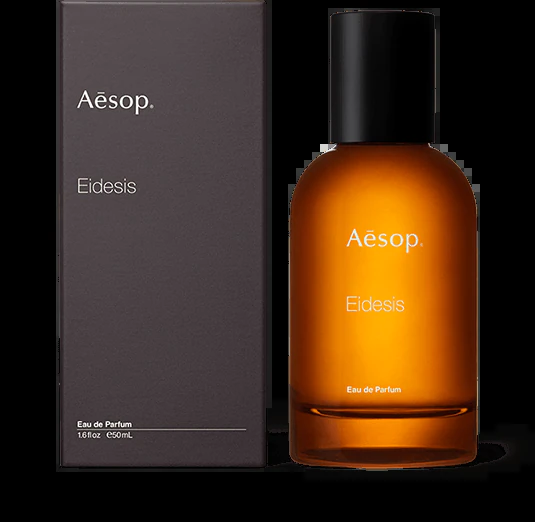 Aēsop®
Eidesis
Eau de Parfum
1.6 fl oz ℮50mL
Aēsop®
Eidesis
Eau de Parfum